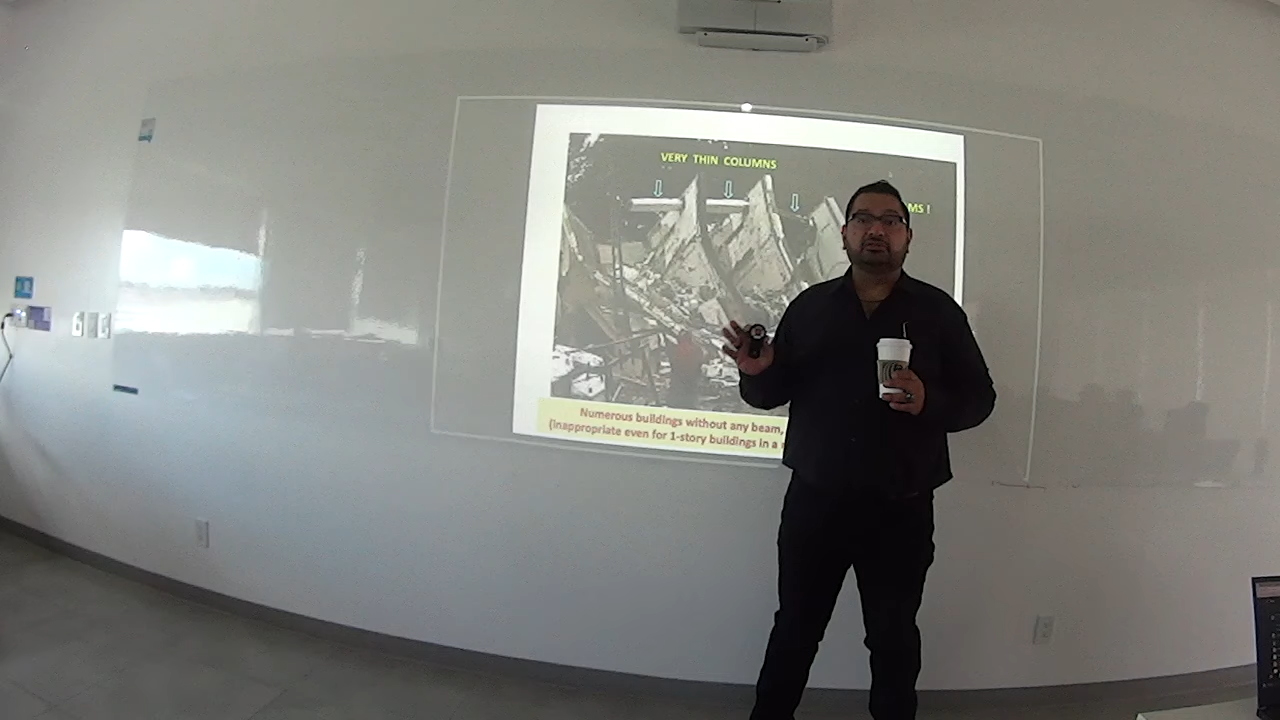 VERY THIN COLUMNS
MS !
Numerous buildings without any beam,
(inappropriate even for 1-story buildings in a